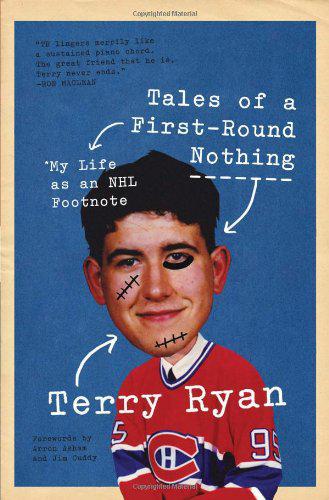 "TR lingers merrily like
a sustained piano chord.
The great friend that he is,
Terry never ends."
—RON MACLEAN
Tales of a
First-Round
Nothing
*My Life
as an NHL
Footnote
Terry Ryan
95
95
CH
Forewords by
Arron Asham
and Jim Cuddy